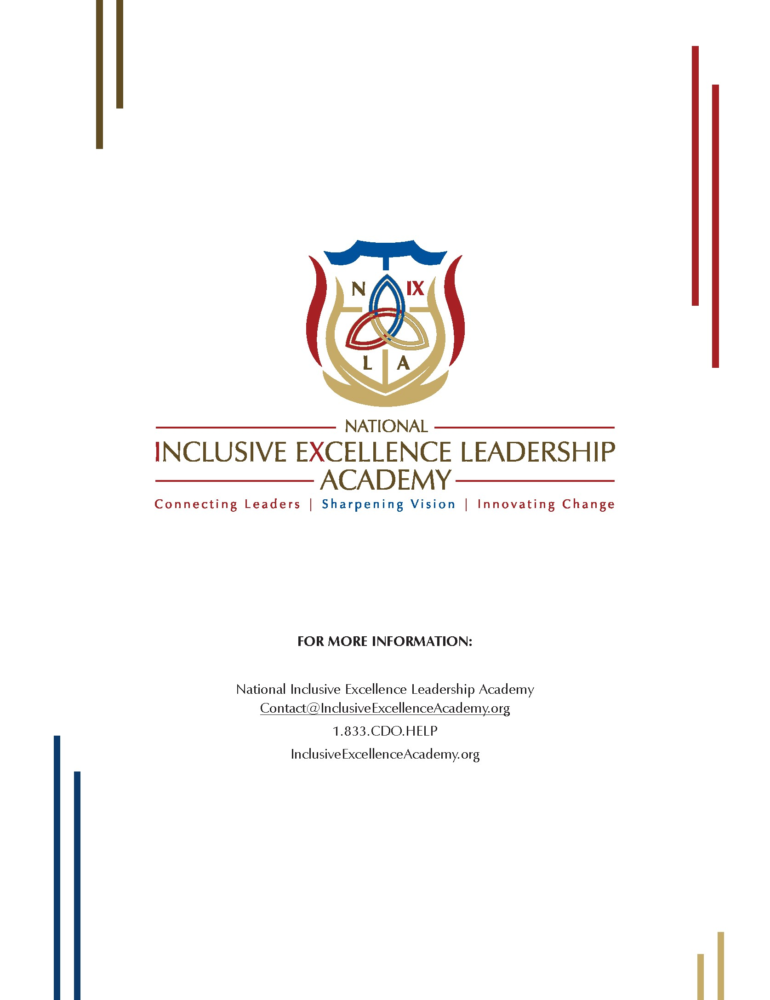 N IX
L A
NATIONAL
INCLUSIVE EXCELLENCE LEADERSHIP
ACADEMY
Connecting Leaders | Sharpening Vision | Innovating Change
FOR MORE INFORMATION:
National Inclusive Excellence Leadership Academy
Contact@InclusiveExcellenceAcademy.org
1.833.CDO.HELP
InclusiveExcellenceAcademy.org